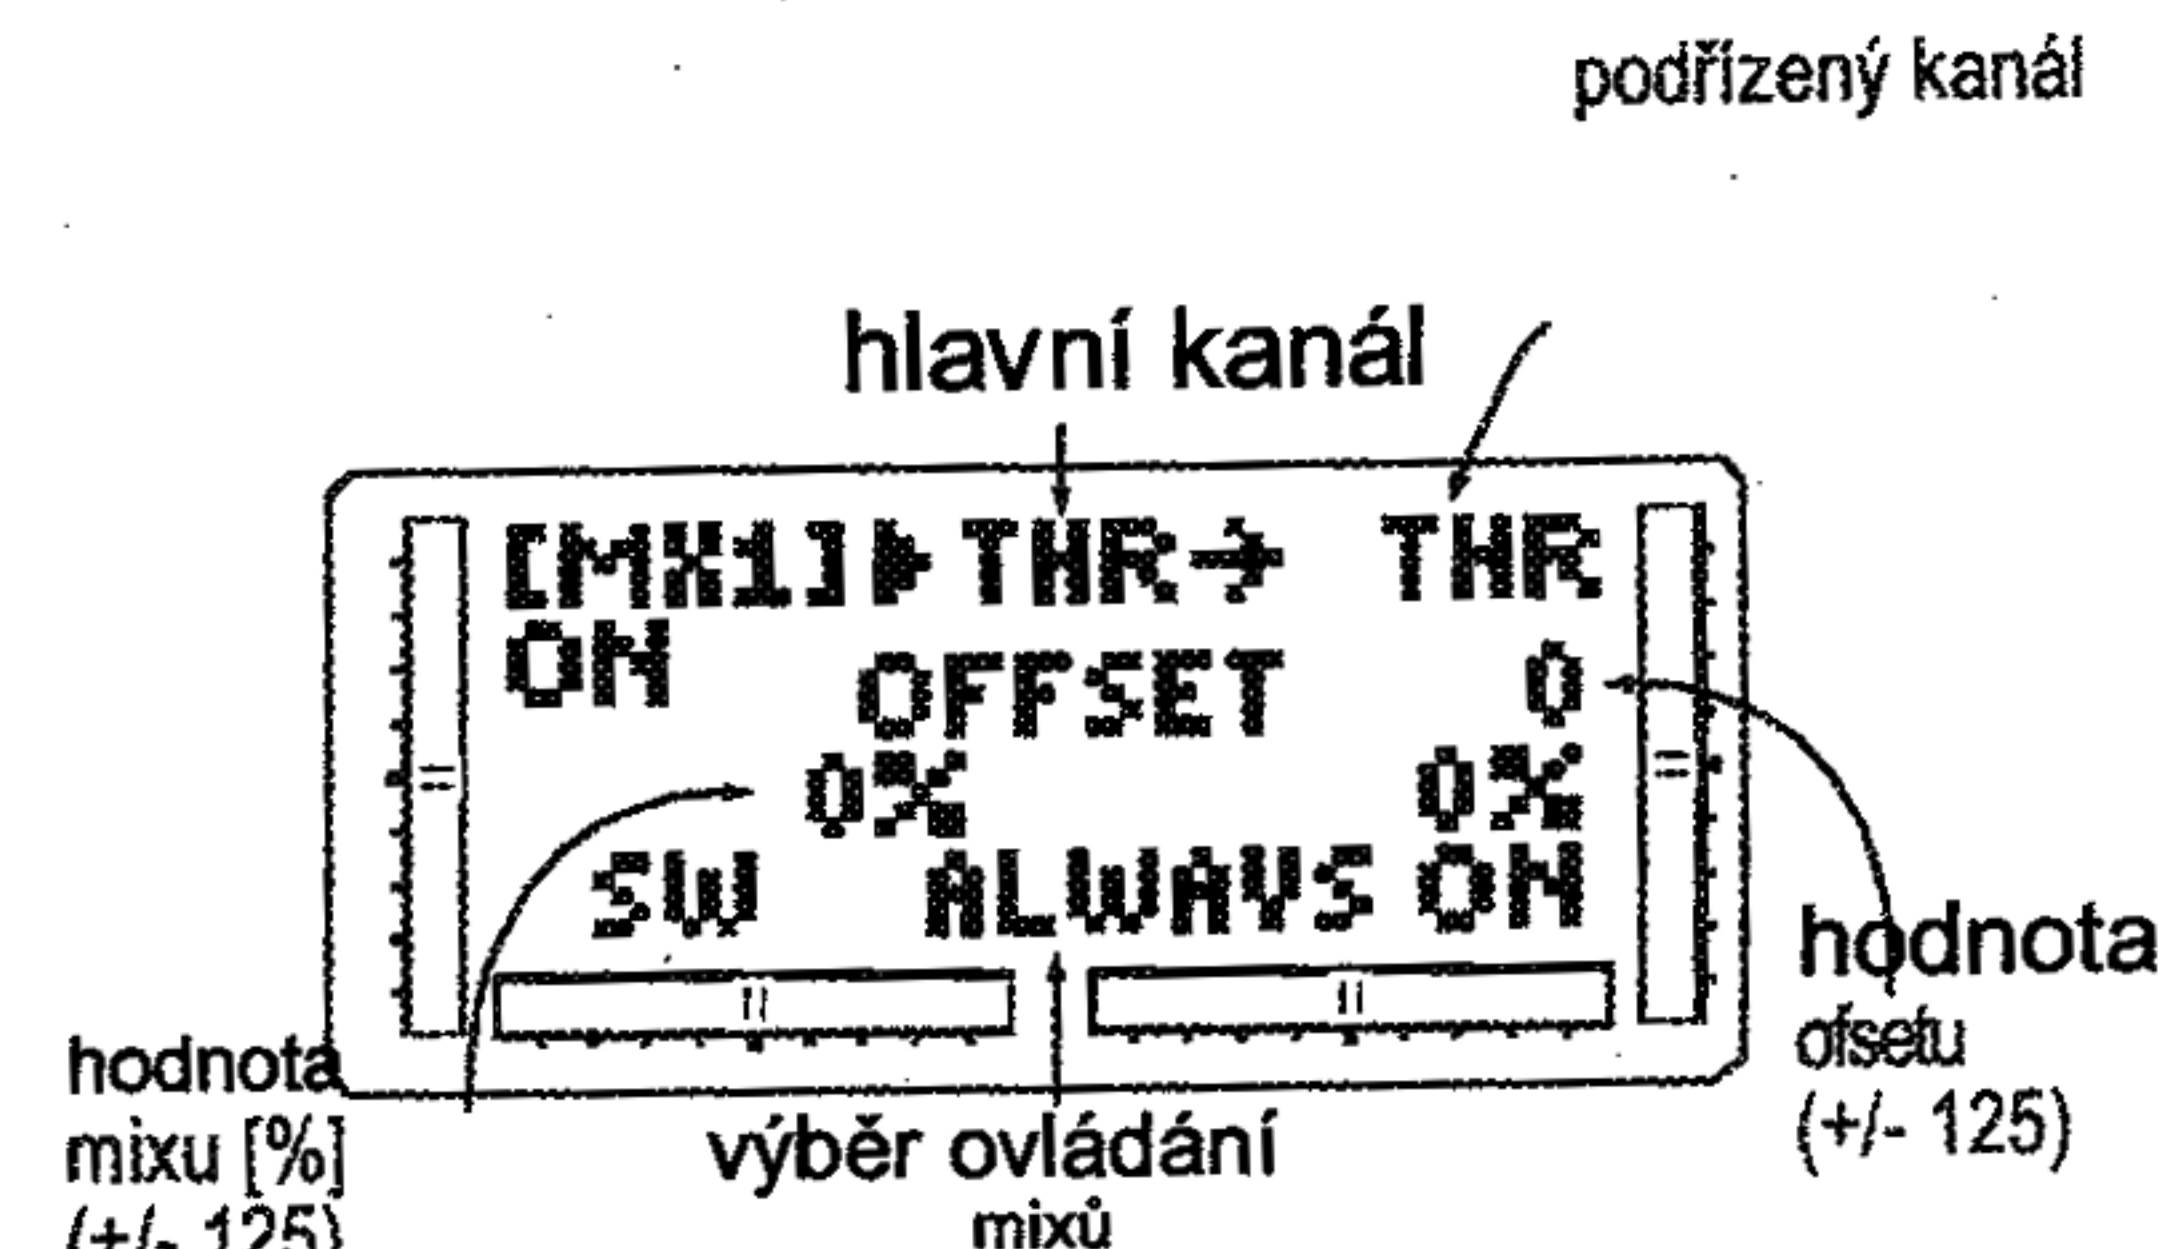 podřízený kanál
hlavní kanál
[MX1]▶THR→ THR
ON
OFFSET 0
0% 0%
SW ALWAYS ON
hodnota
ofsetu
(+/- 125)
hodnota
mixu [%]
(+/- 125)
výběr ovládání
mixů